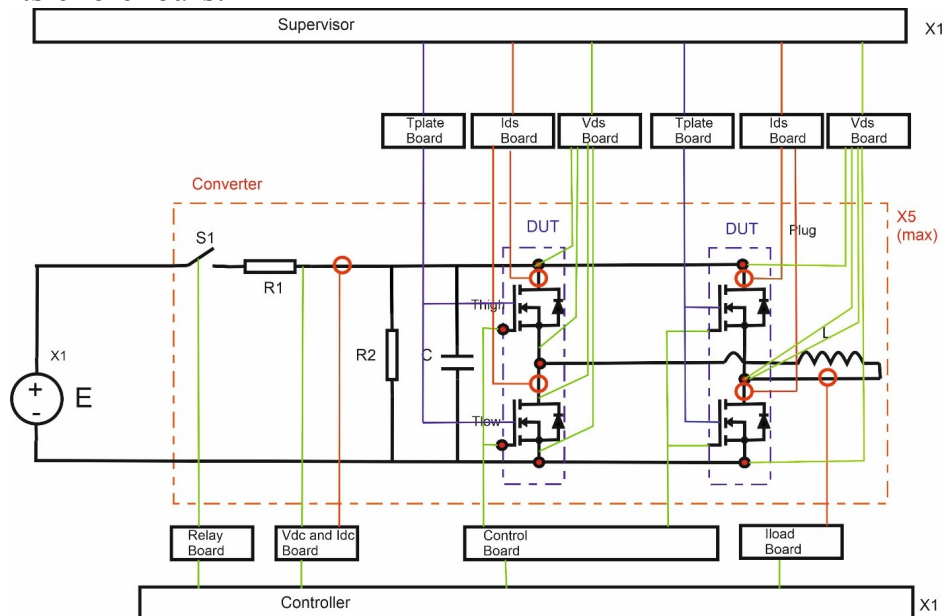 Supervisor
X1
Tplate
Board
Ids
Board
Vds
Board
Tplate
Board
Ids
Board
Vds
Board
Converter
X5
(max)
DUT
DUT
Plug
S1
R1
Thigh
L
X1
R2
C
+
-
E
Tlow
Relay
Board
Vdc and Idc
Board
Control
Board
Iload
Board
Controller
X1